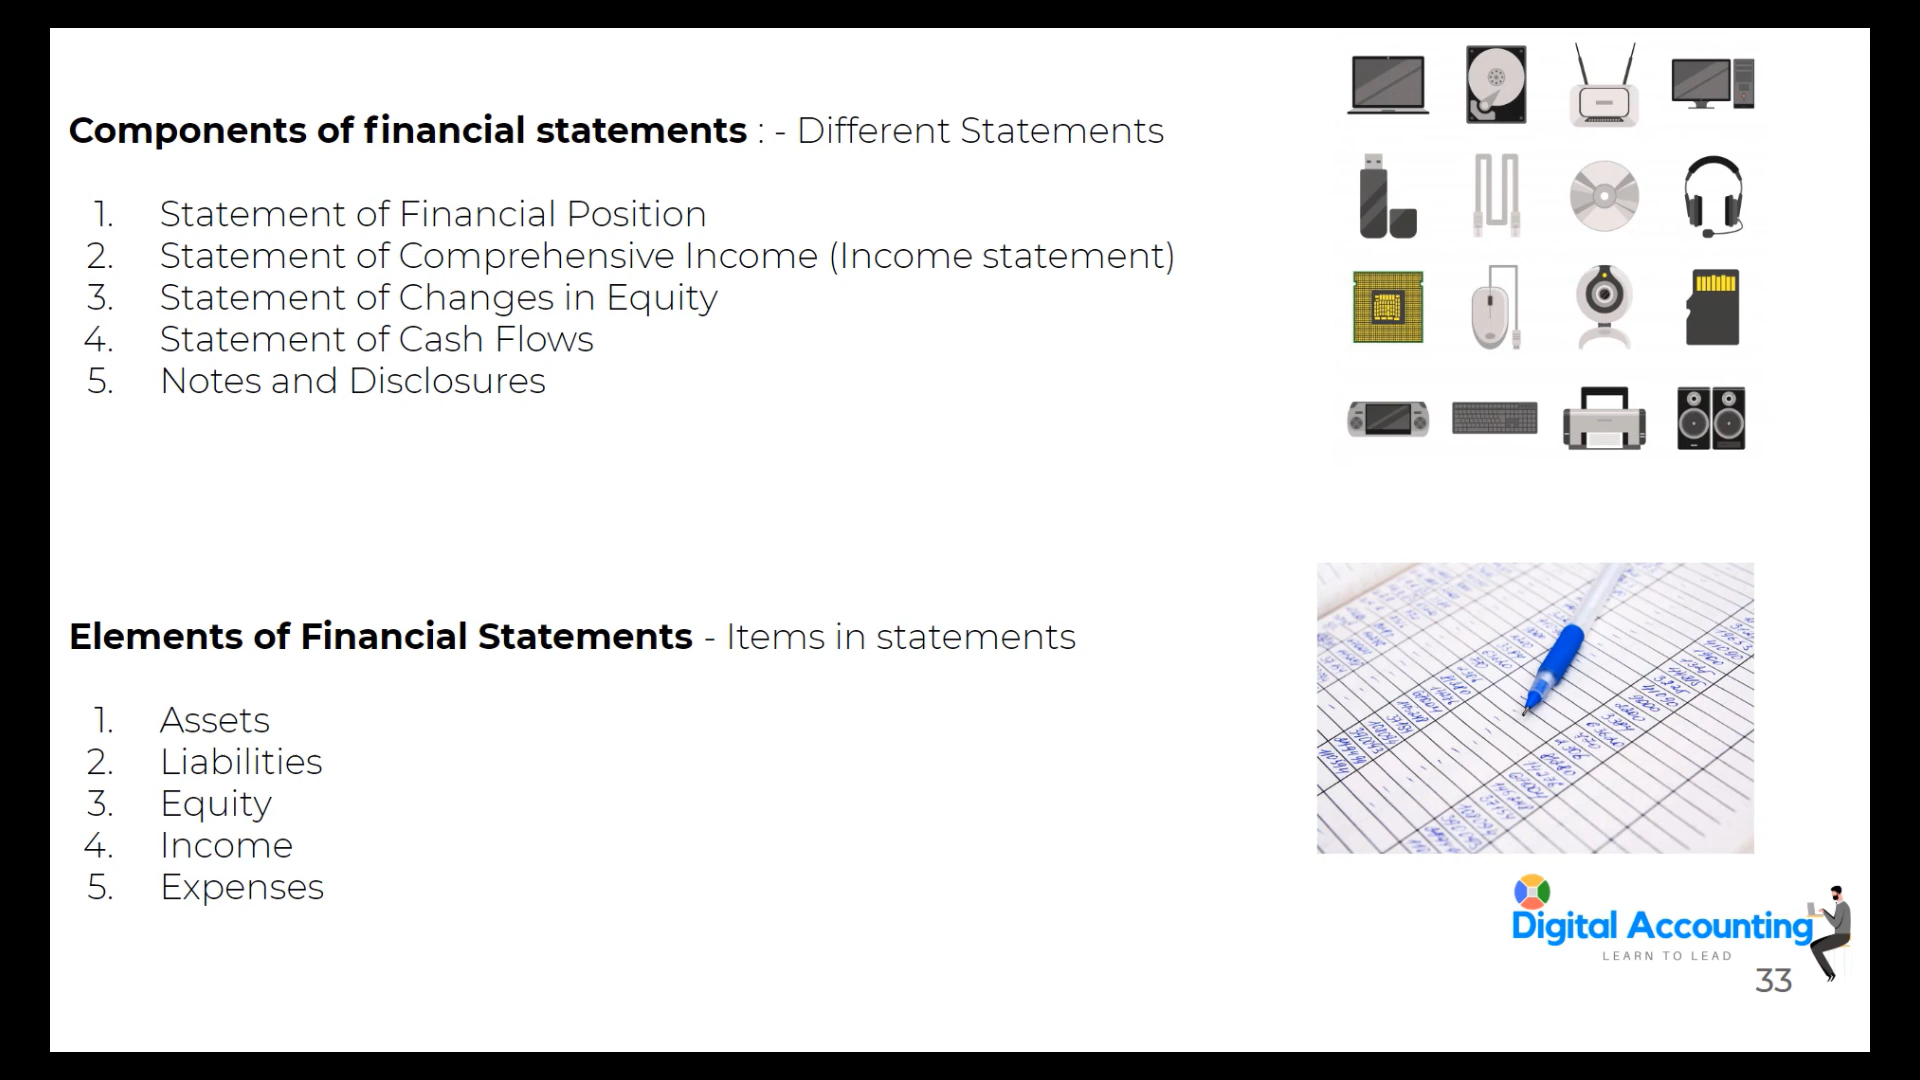 Components of financial statements : - Different Statements
1. Statement of Financial Position
2. Statement of Comprehensive Income (Income statement)
3. Statement of Changes in Equity
4. Statement of Cash Flows
5. Notes and Disclosures
Elements of Financial Statements - Items in statements
1. Assets
2. Liabilities
3. Equity
4. Income
5. Expenses
Digital Accounting
LEARN TO LEAD
33